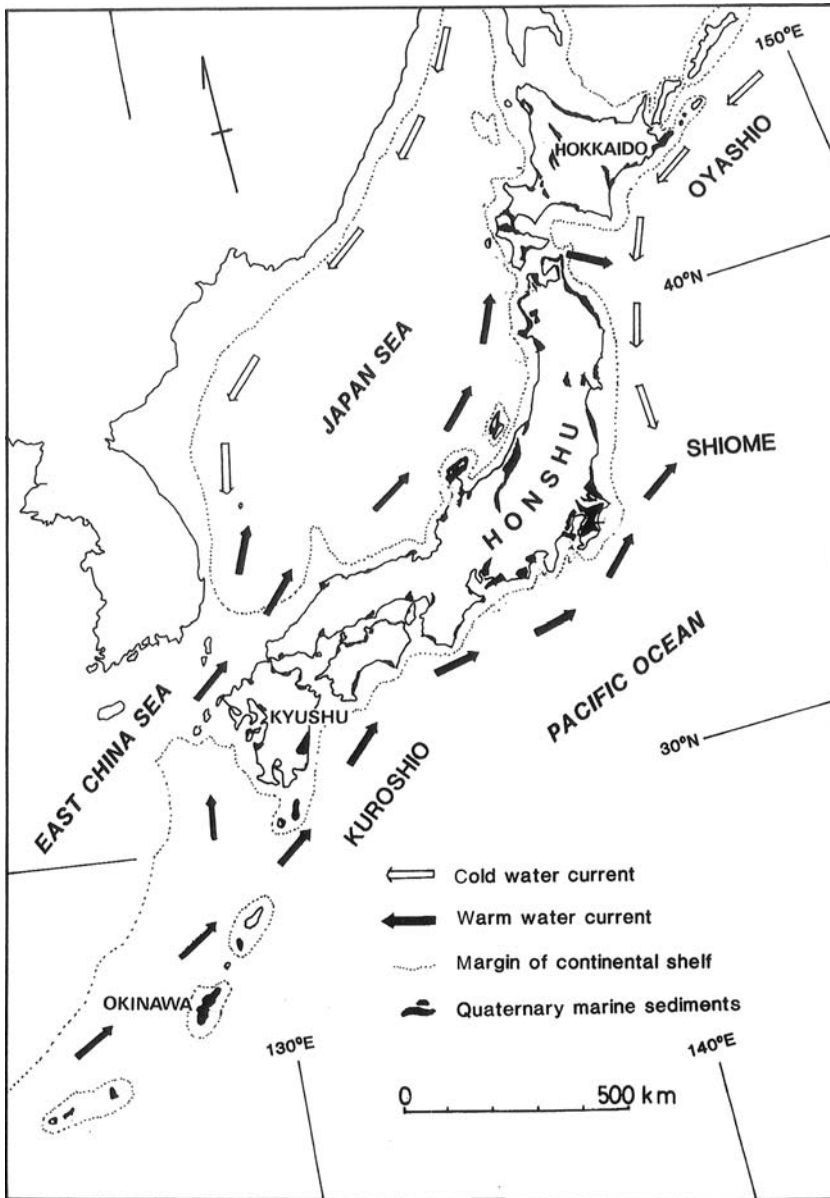 150°E
HOKKAIDO
OYASHIO
40°N
JAPAN SEA
SHIOME
HONSHU
PACIFIC OCEAN
EAST CHINA SEA
KYUSHU
30°N
KUROSHIO
Cold water current
Warm water current
Margin of continental shelf
OKINAWA
Quaternary marine sediments
130°E
140°E
0 500 km